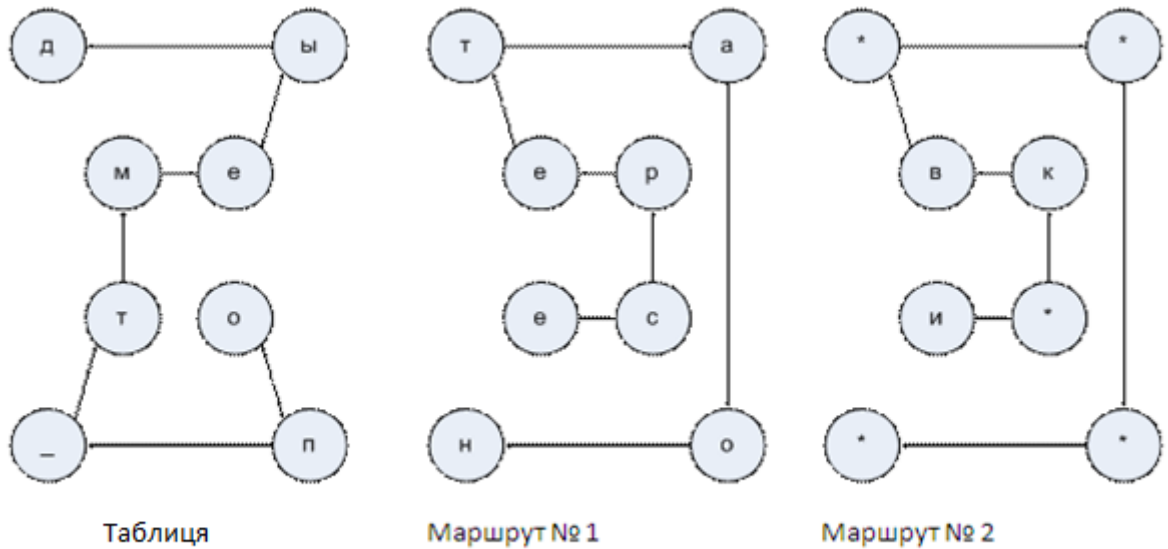 д ы т а * *
м е е р в к
т о е с и *
_ п н о * *
Таблиця Маршрут № 1 Маршрут № 2